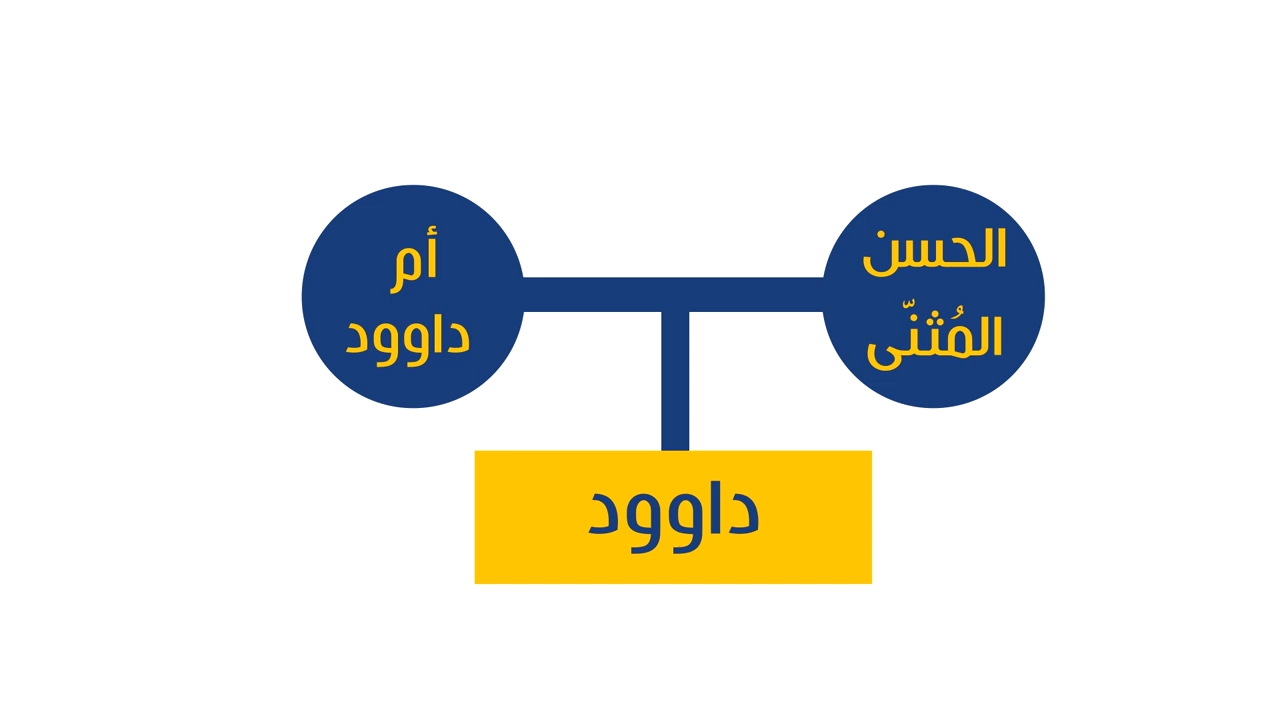 الحسن
المُثنّى
أم
داوود
داوود